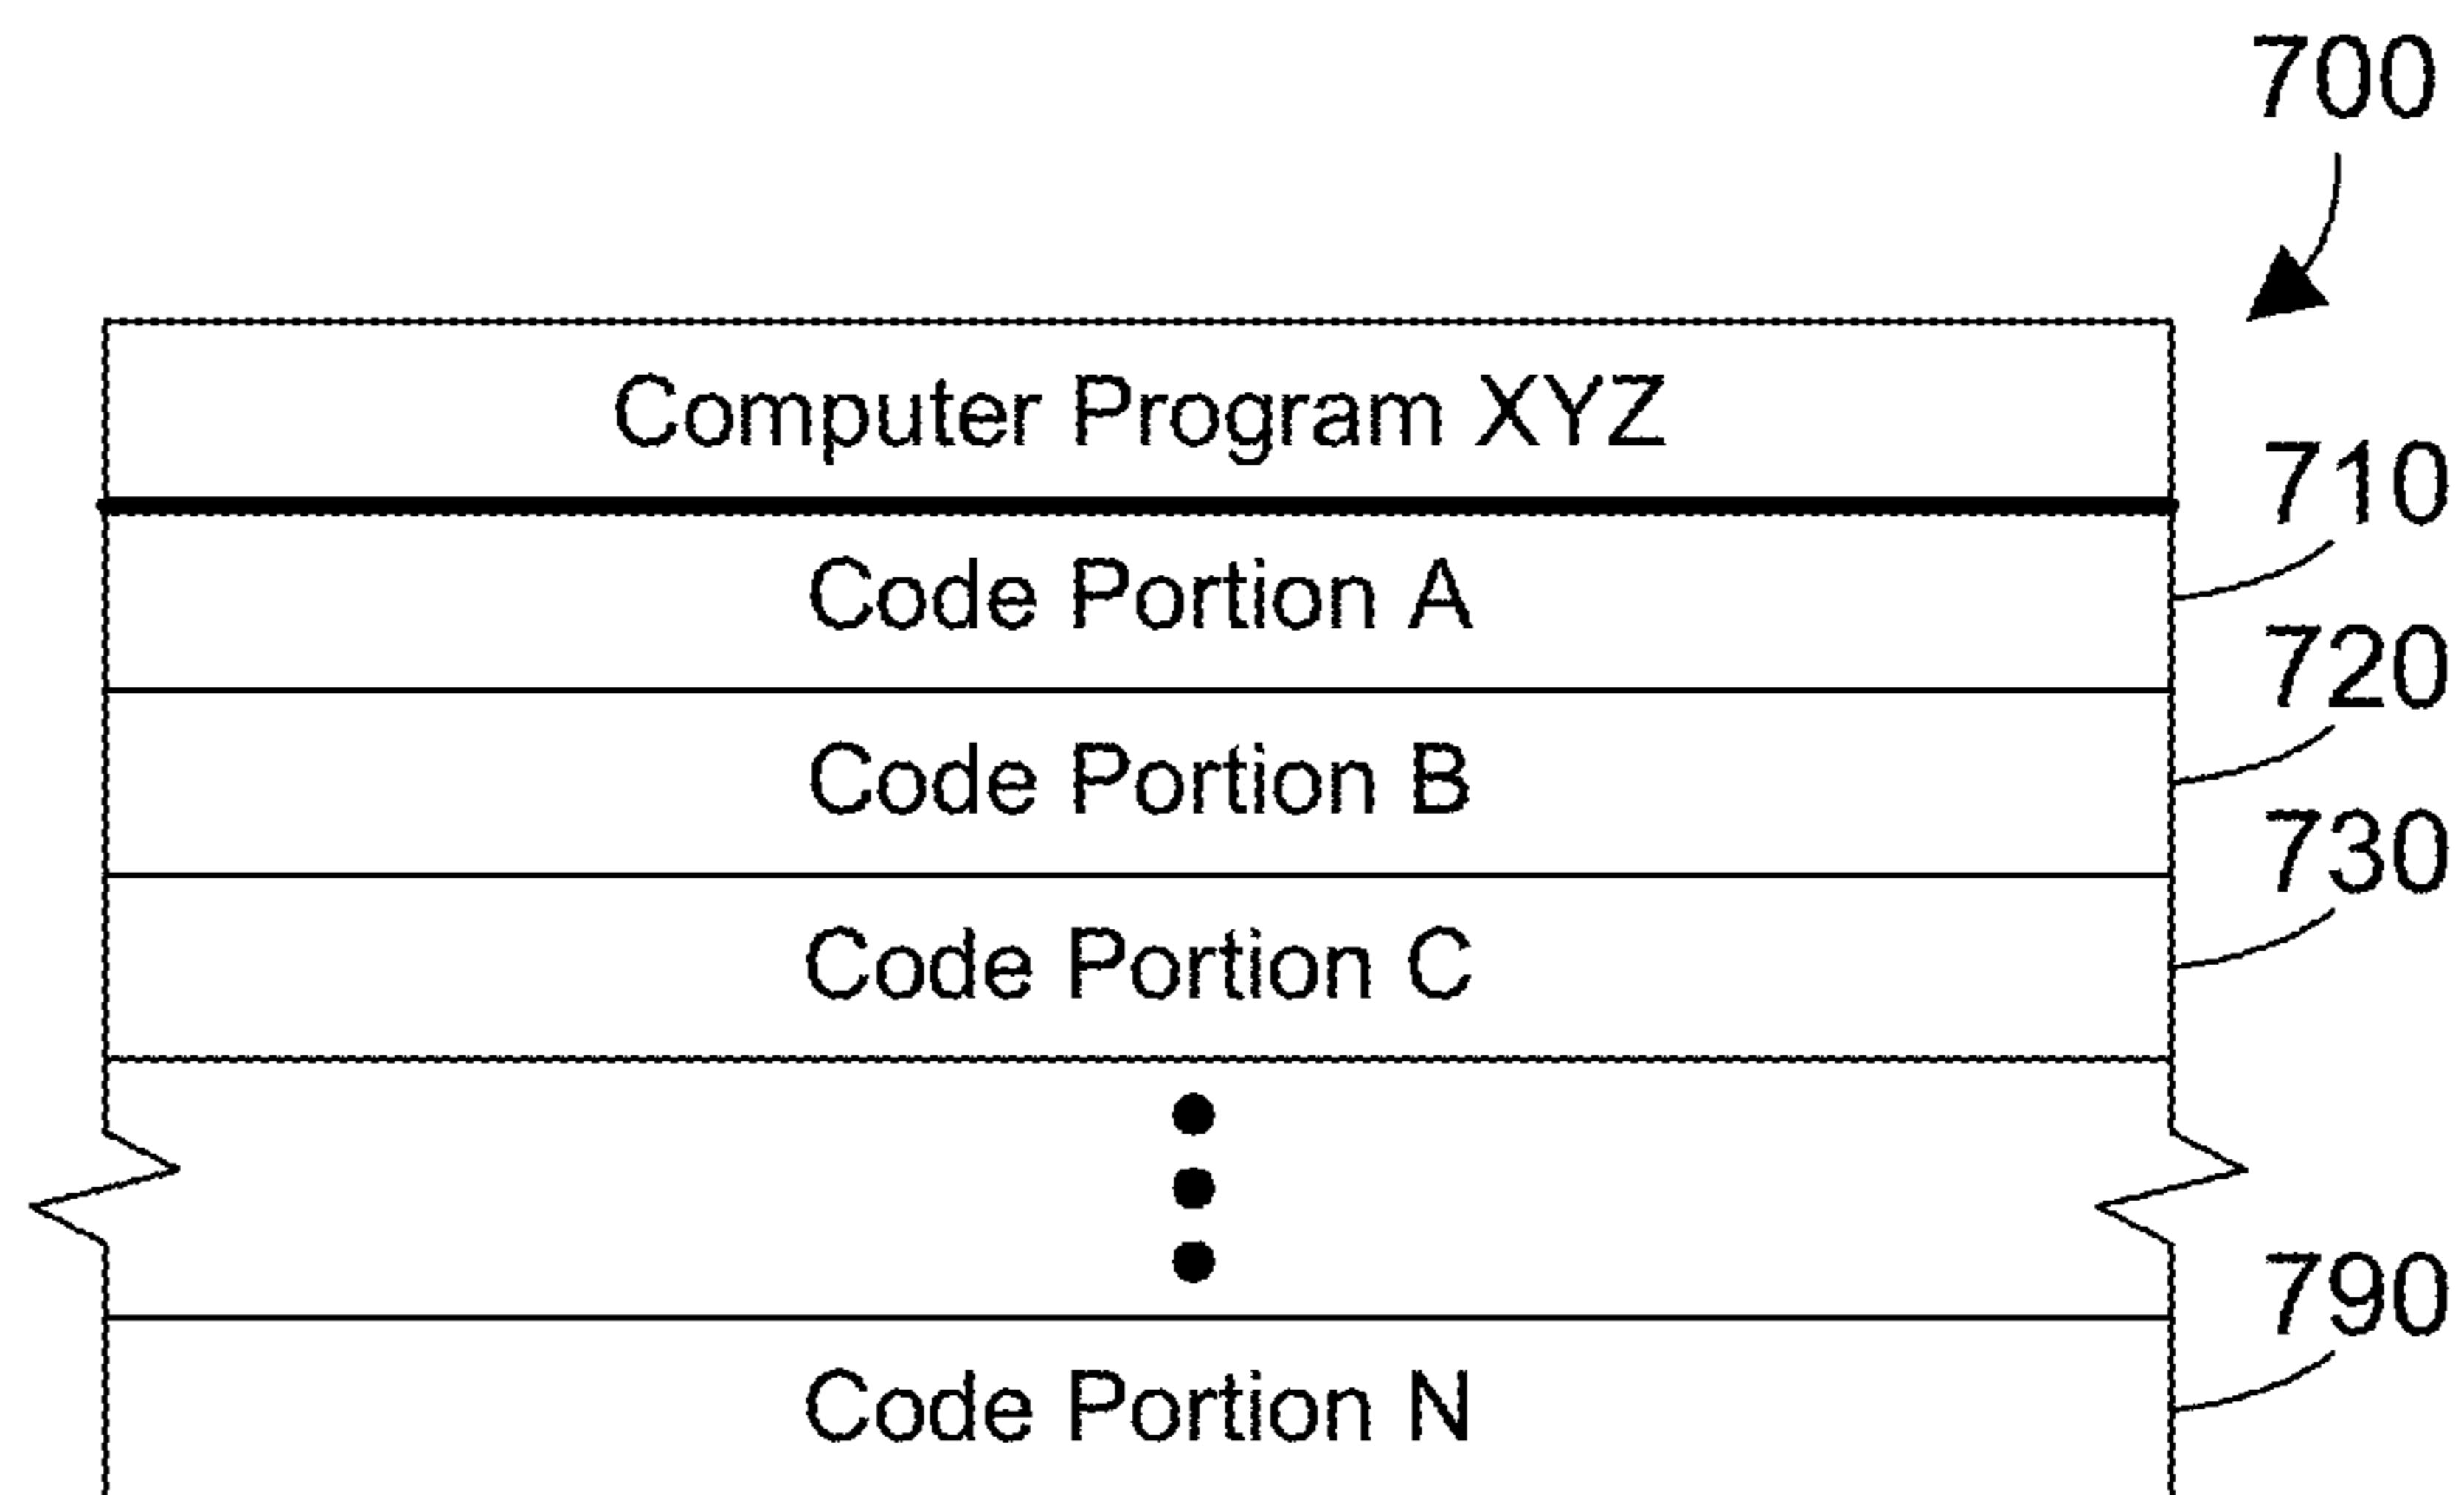 700
Computer Program XYZ
710
Code Portion A
720
Code Portion B
730
Code Portion C
790
Code Portion N